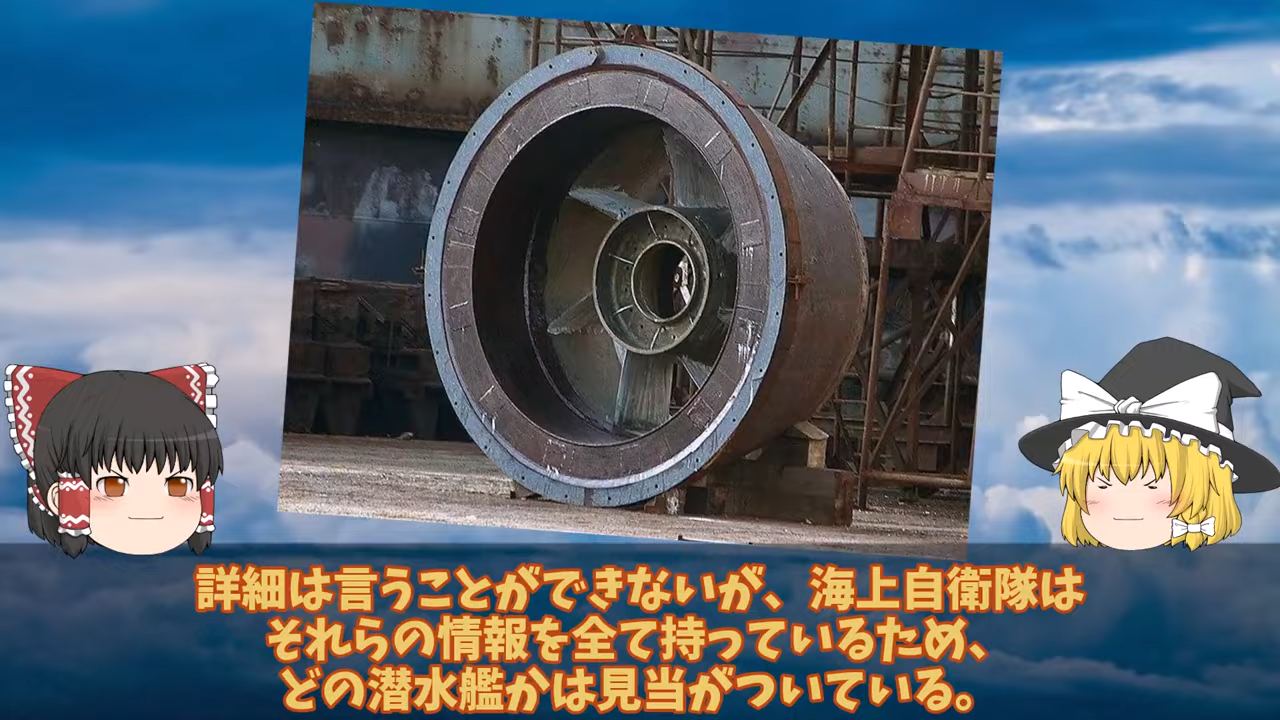 詳細は言うことができないが、海上自衛隊は
それらの情報を全て持っているため、
どの潜水艦かは見当がついている。